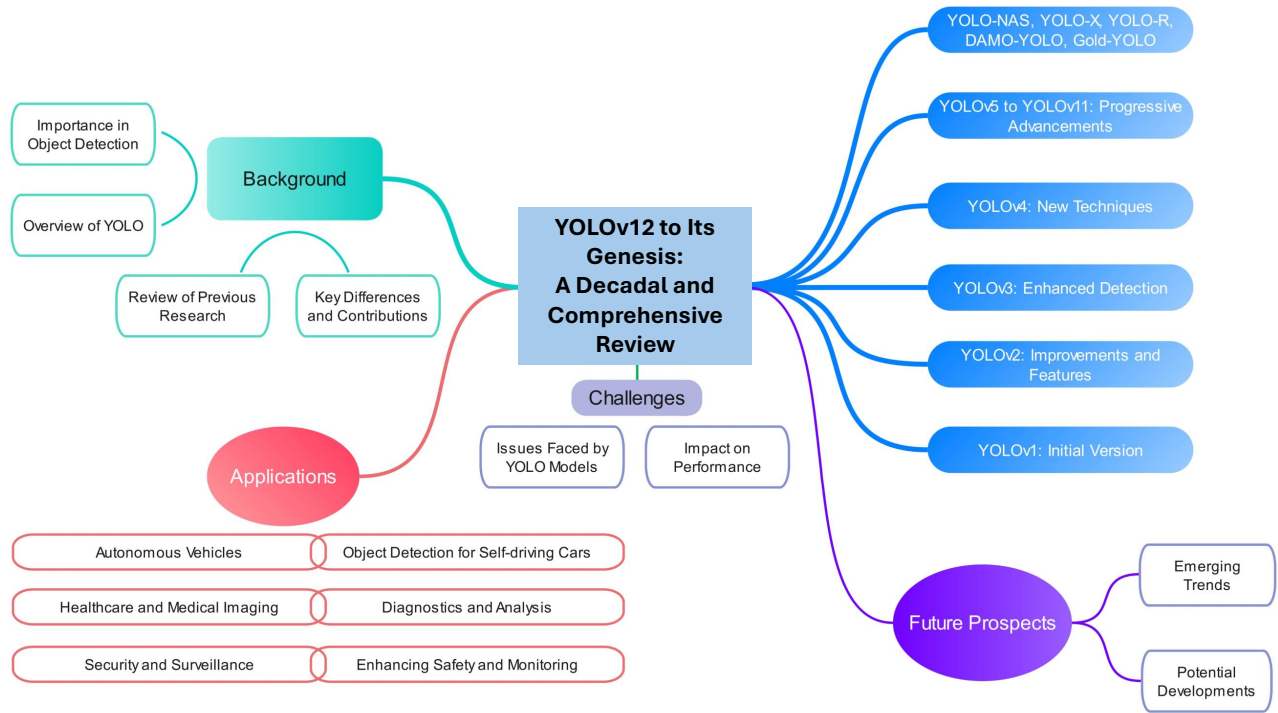 YOLOv12 to Its
Genesis:
A Decadal and
Comprehensive
Review
Background
Importance in
Object Detection
Overview of YOLO
Review of Previous
Research
Key Differences
and Contributions
Applications
Autonomous Vehicles
Object Detection for Self-driving Cars
Healthcare and Medical Imaging
Diagnostics and Analysis
Security and Surveillance
Enhancing Safety and Monitoring
Challenges
Issues Faced by
YOLO Models
Impact on
Performance
YOLO-NAS, YOLO-X, YOLO-R,
DAMO-YOLO, Gold-YOLO
YOLOv5 to YOLOv11: Progressive
Advancements
YOLOv4: New Techniques
YOLOv3: Enhanced Detection
YOLOv2: Improvements and
Features
YOLOv1: Initial Version
Future Prospects
Emerging
Trends
Potential
Developments